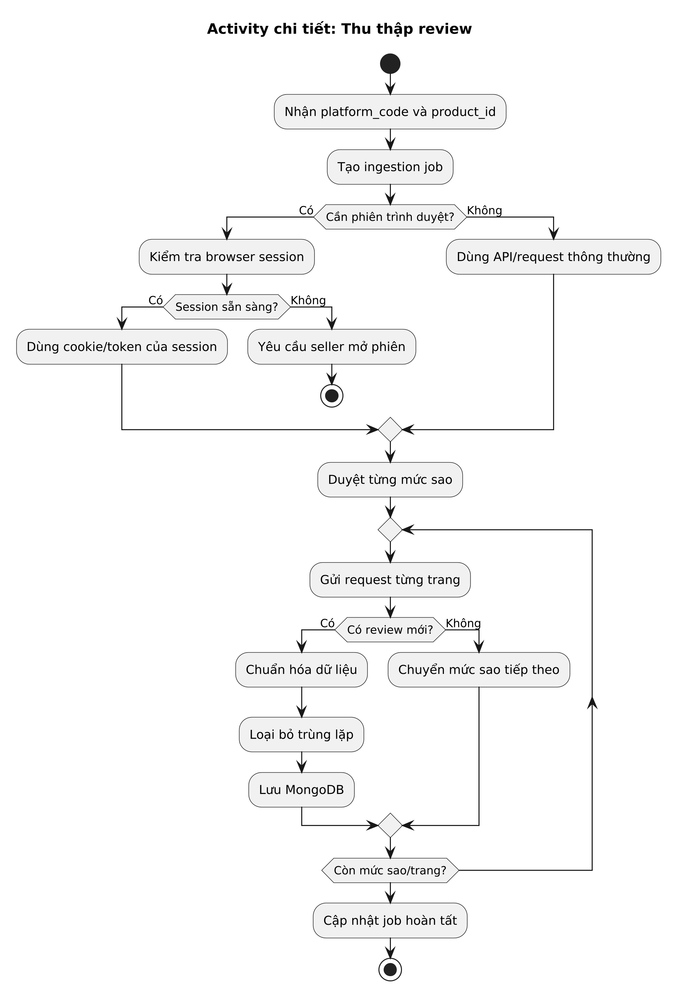 Activity chi tiết: Thu thập review
Nhận platform_code và product_id
Tạo ingestion job
Có
Cần phiên trình duyệt?
Không
Kiểm tra browser session
Dùng API/request thông thường
Có
Session sẵn sàng?
Không
Dùng cookie/token của session
Yêu cầu seller mở phiên
Duyệt từng mức sao
Gửi request từng trang
Có
Có review mới?
Không
Chuẩn hóa dữ liệu
Chuyển mức sao tiếp theo
Loại bỏ trùng lặp
Lưu MongoDB
Còn mức sao/trang?
Cập nhật job hoàn tất